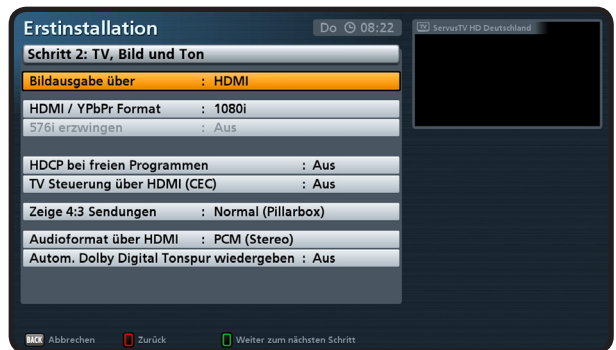 Erstinstallation
Do 08:22
TV ServusTV HD Deutschland
Schritt 2: TV, Bild und Ton
Bildausgabe über : HDMI
HDMI / YPbPr Format : 1080i
576i erzwingen : Aus
HDCP bei freien Programmen : Aus
TV Steuerung über HDMI (CEC) : Aus
Zeige 4:3 Sendungen : Normal (Pillarbox)
Audioformat über HDMI : PCM (Stereo)
Autom. Dolby Digital Tonspur wiedergeben : Aus
BACK Abbrechen Zurück Weiter zum nächsten Schritt